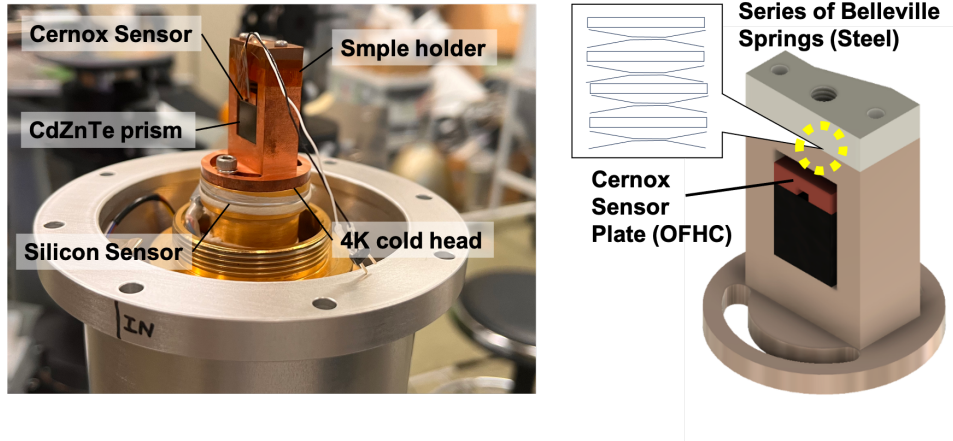 Cernox Sensor
Smple holder
CdZnTe prism
Silicon Sensor
4K cold head
IN
Series of Belleville
Springs (Steel)
Cernox
Sensor
Plate (OFHC)